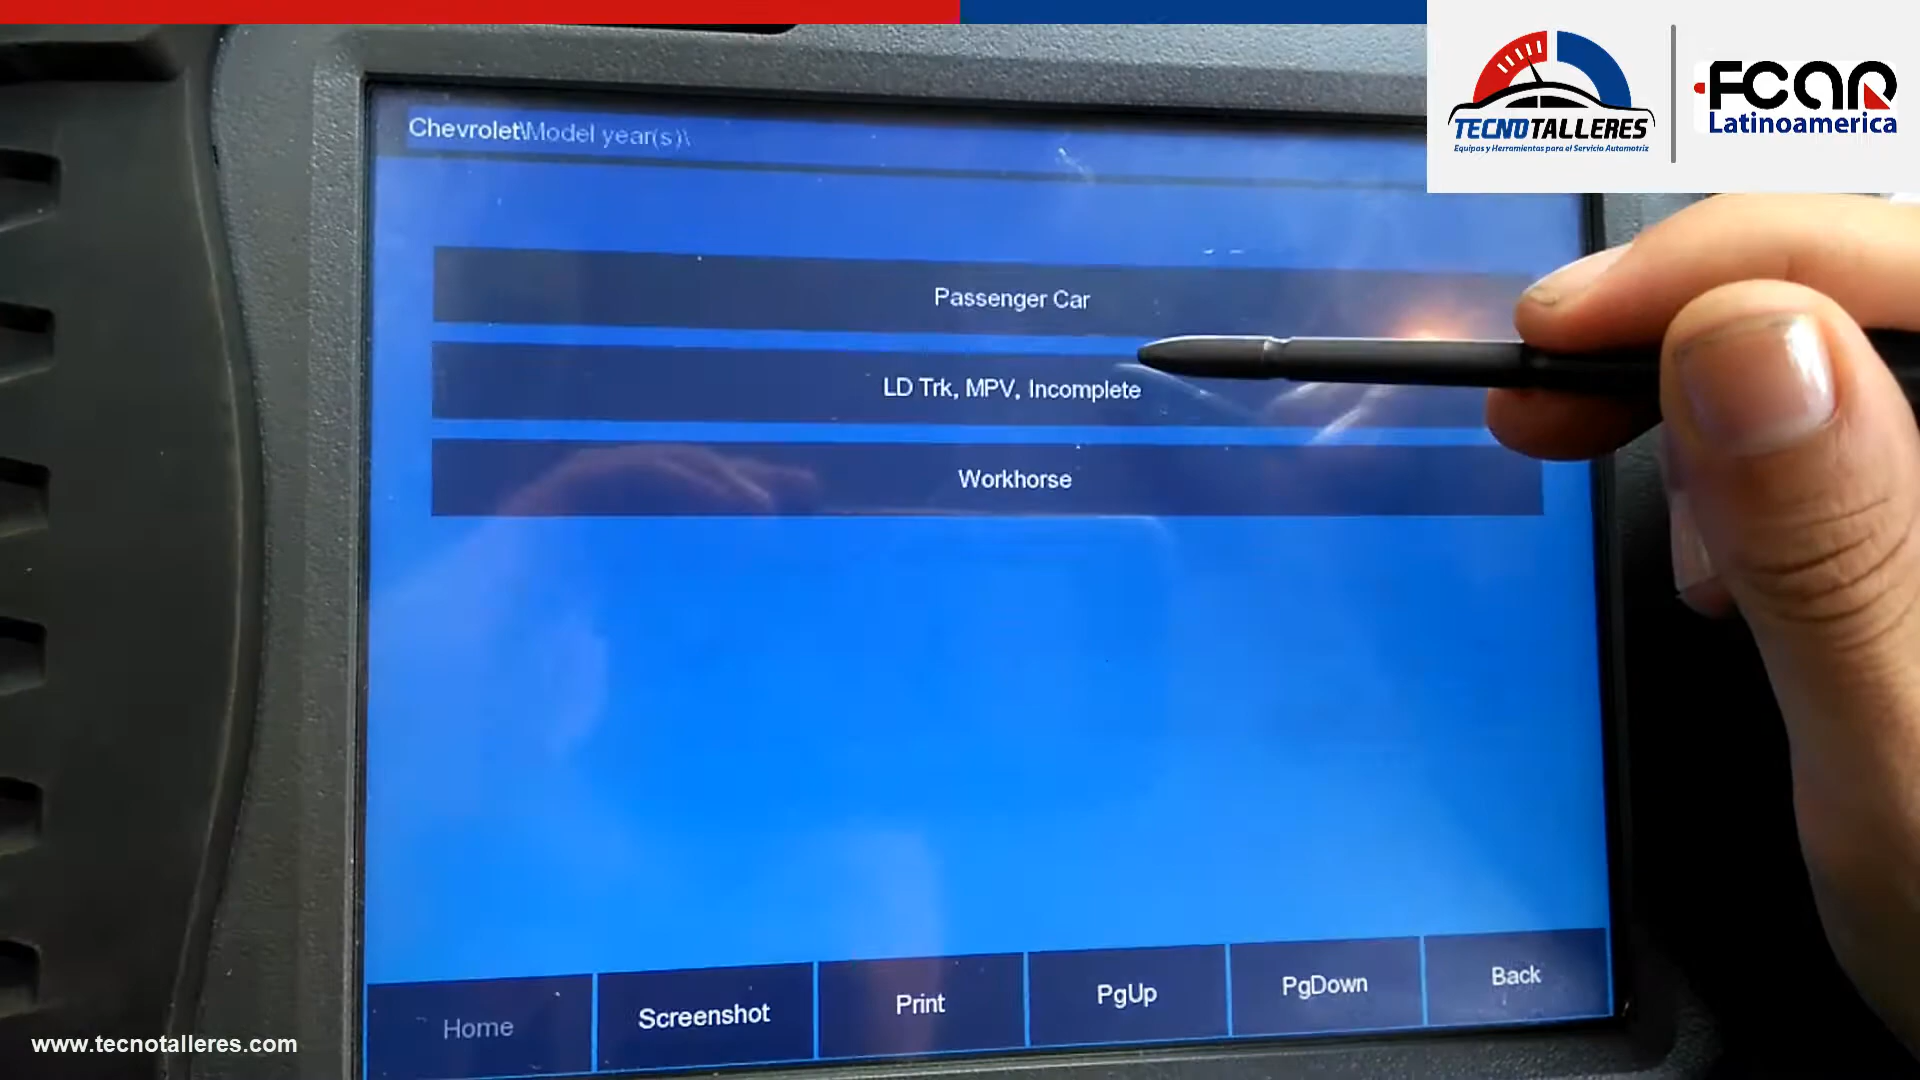 TECNOTALLERES
Equipos y Herramientas para el Servicio Automotriz
FCAR
Latinoamerica
Chevrolet\Model year(s)\
Passenger Car
LD Trk, MPV, Incomplete
Workhorse
Home
Screenshot
Print
PgUp
PgDown
Back
www.tecnotalleres.com